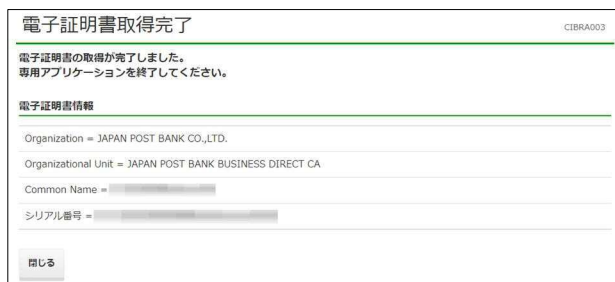 電子証明書取得完了
CIBRA003
電子証明書の取得が完了しました。
専用アプリケーションを終了してください。
電子証明書情報
Organization = JAPAN POST BANK CO.,LTD.
Organizational Unit = JAPAN POST BANK BUSINESS DIRECT CA
Common Name =
シリアル番号 =
閉じる